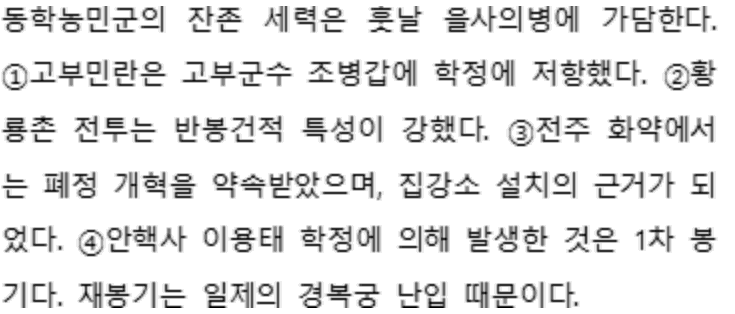 동학농민군의 잔존 세력은 훗날 을사의병에 가담한다.
①고부민란은 고부군수 조병갑에 학정에 저항했다. ②황
룡촌 전투는 반봉건적 특성이 강했다. ③전주 화약에서
는 폐정 개혁을 약속받았으며, 집강소 설치의 근거가 되
었다. ④안핵사 이용태 학정에 의해 발생한 것은 1차 봉
기다. 재봉기는 일제의 경복궁 난입 때문이다.